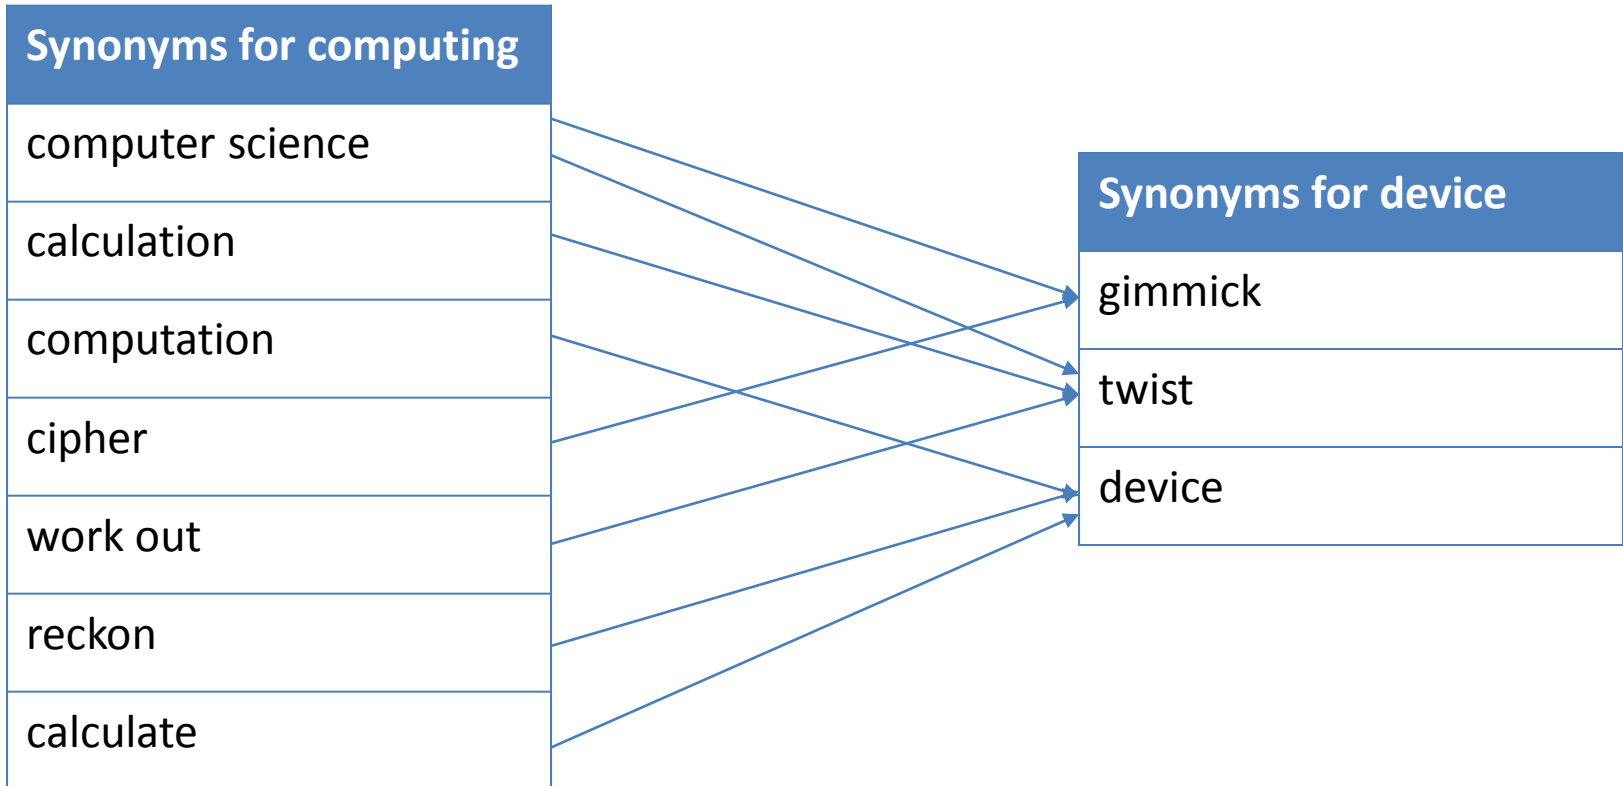 Synonyms for computing
computer science
calculation
computation
cipher
work out
reckon
calculate
Synonyms for device
gimmick
twist
device